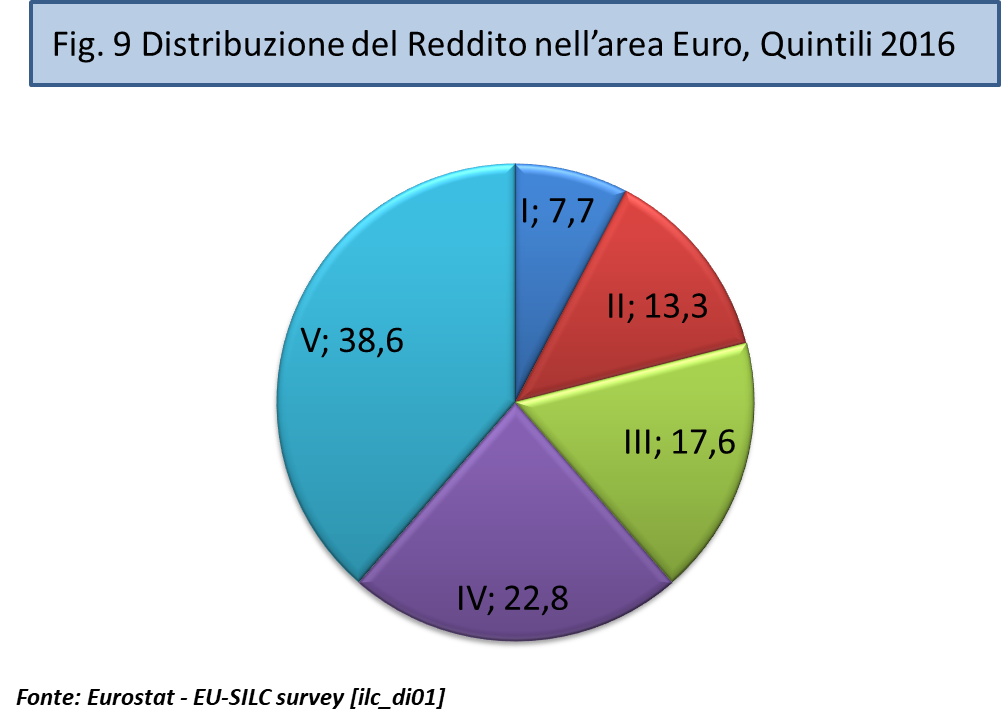 Fig. 9 Distribuzione del Reddito nell’area Euro, Quintili 2016
I; 7,7
II; 13,3
V; 38,6
III; 17,6
IV; 22,8
Fonte: Eurostat - EU-SILC survey [ilc_di01]